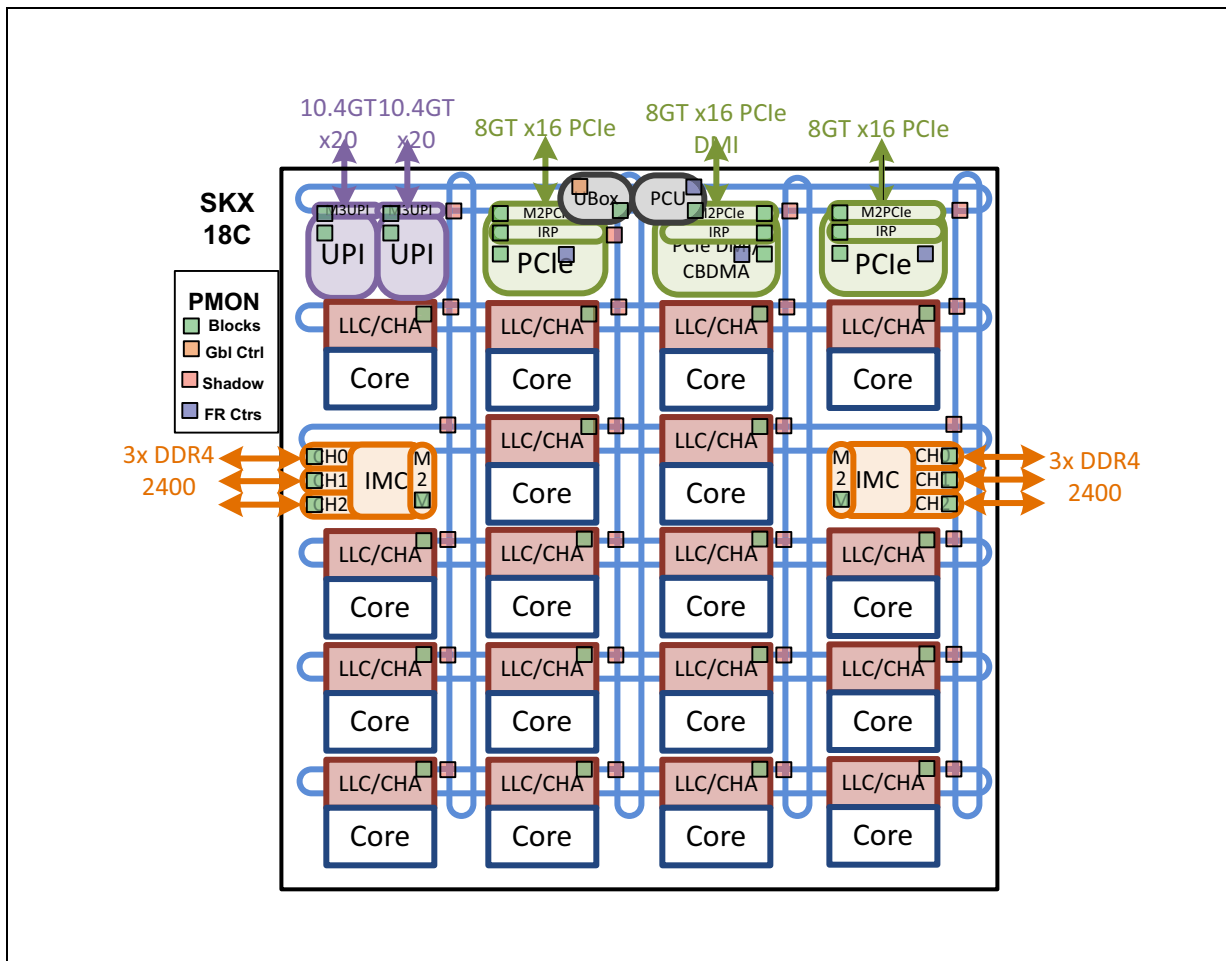 10.4GT 10.4GT
x20 x20
8GT x16 PCIe
8GT x16 PCIe
DMI
8GT x16 PCIe
SKX
18C
UBox
PCU
M3UPI
M3UPI
UPI
UPI
IRP
PCIe
IRP
PCIe DMI/
CBDMA
M2PCIe
IRP
PCIe
PMON
Blocks
Gbl Ctrl
Shadow
FR Ctrs
LLC/CHA LLC/CHA LLC/CHA LLC/CHA
Core Core Core Core
LLC/CHA LLC/CHA
Core Core
3x DDR4
2400
CH0
CH1
CH2
IMC
M
2
M
2
IMC
CH0
CH1
CH2
3x DDR4
2400
LLC/CHA LLC/CHA LLC/CHA LLC/CHA
Core Core Core Core
LLC/CHA LLC/CHA LLC/CHA LLC/CHA
Core Core Core Core
LLC/CHA LLC/CHA LLC/CHA LLC/CHA
Core Core Core Core